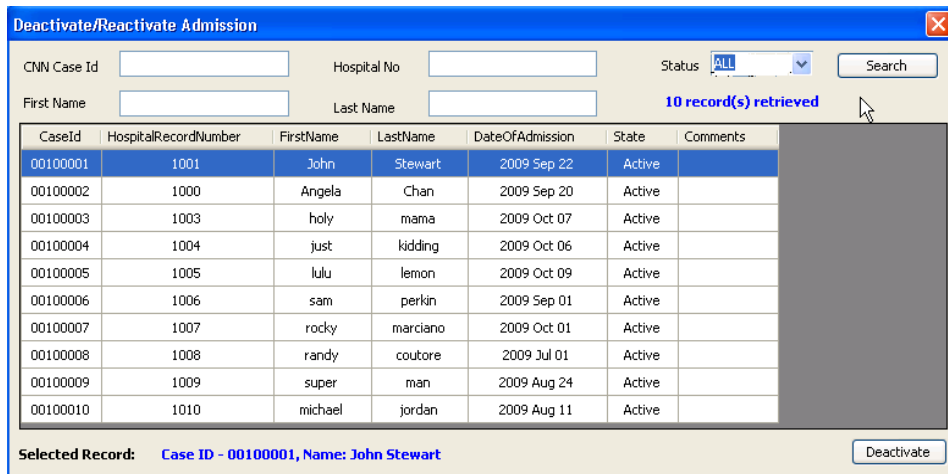 Deactivate/Reactivate Admission
CNN Case Id Hospital No Status ALL Search
First Name Last Name 10 record(s) retrieved
CaseId HospitalRecordNumber FirstName LastName DateOfAdmission State Comments
00100001 1001 John Stewart 2009 Sep 22 Active
00100002 1000 Angela Chan 2009 Sep 20 Active
00100003 1003 holy mama 2009 Oct 07 Active
00100004 1004 just kidding 2009 Oct 06 Active
00100005 1005 lulu lemon 2009 Oct 09 Active
00100006 1006 sam perkin 2009 Sep 01 Active
00100007 1007 rocky marciano 2009 Oct 01 Active
00100008 1008 randy coutore 2009 Jul 01 Active
00100009 1009 super man 2009 Aug 24 Active
00100010 1010 michael jordan 2009 Aug 11 Active
Selected Record: Case ID - 00100001, Name: John Stewart Deactivate